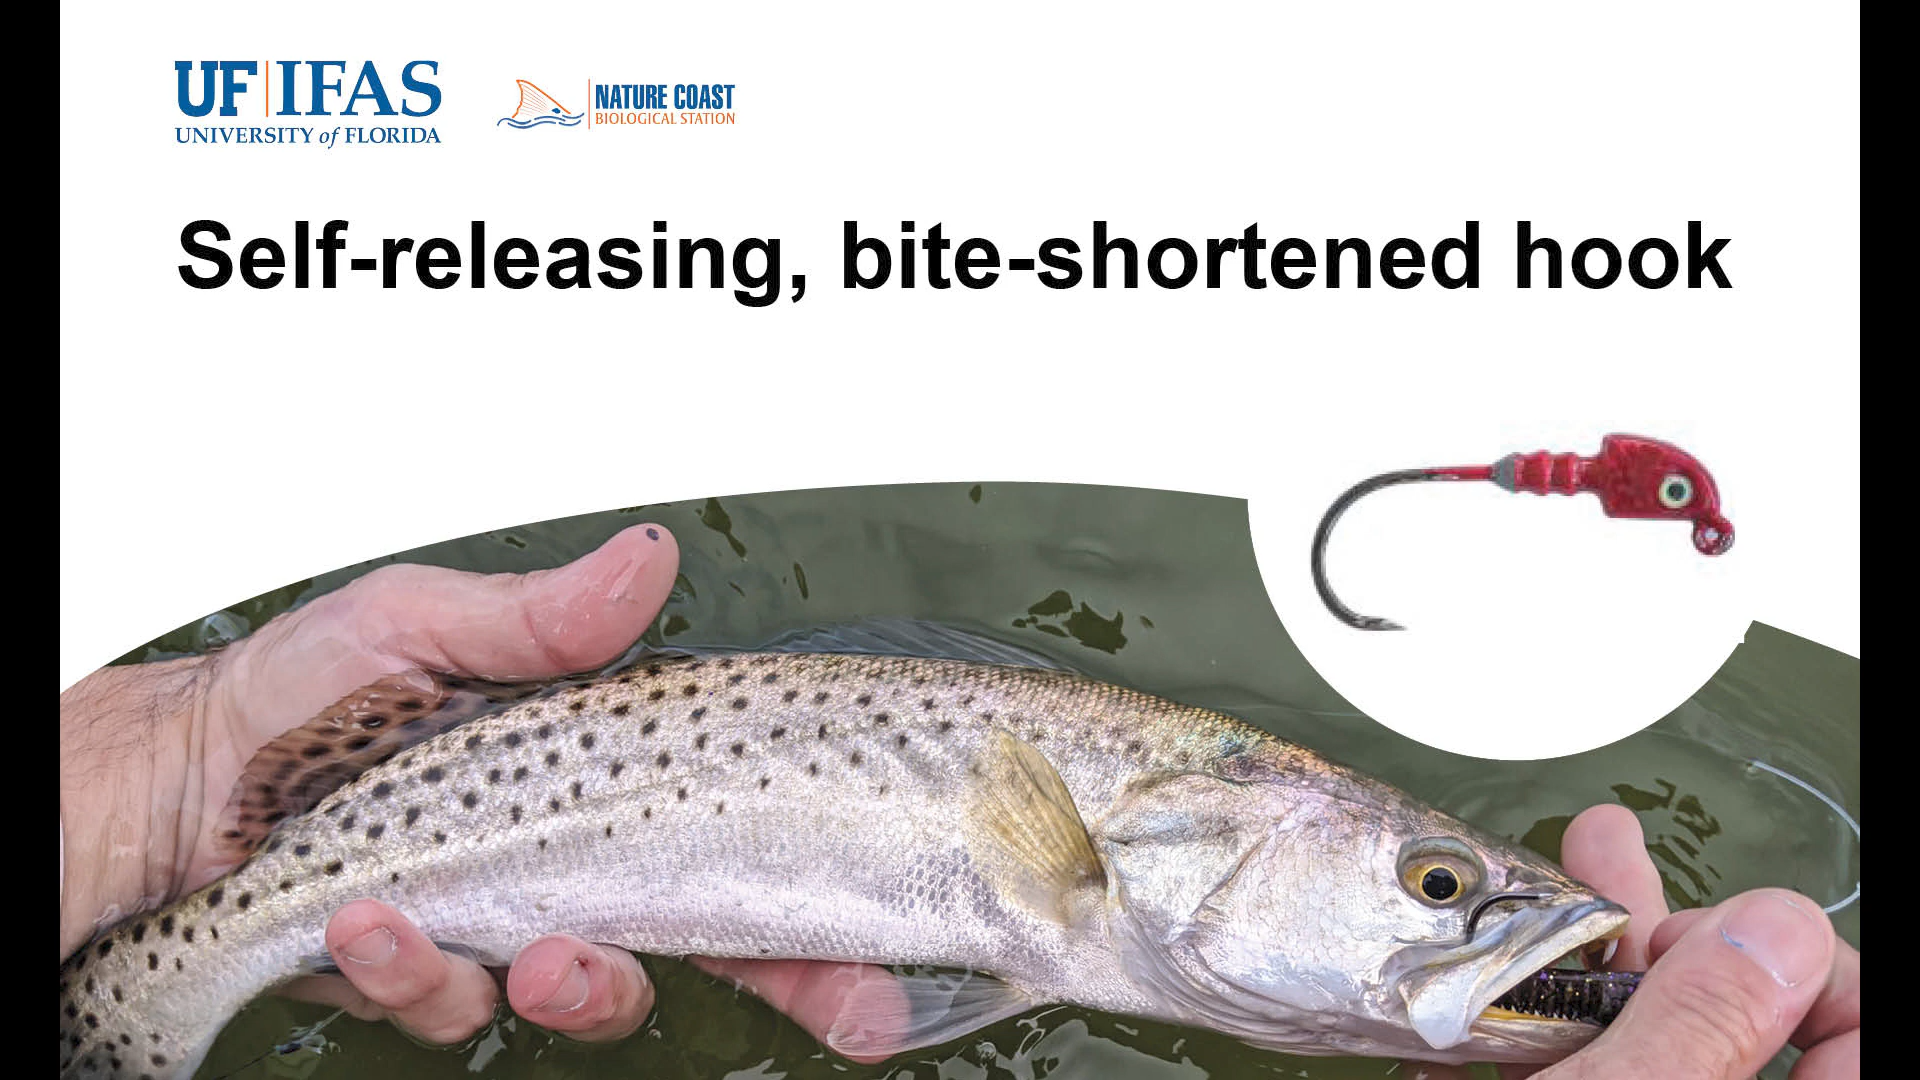 UF|IFAS
UNIVERSITY of FLORIDA
NATURE COAST
BIOLOGICAL STATION
Self-releasing, bite-shortened hook